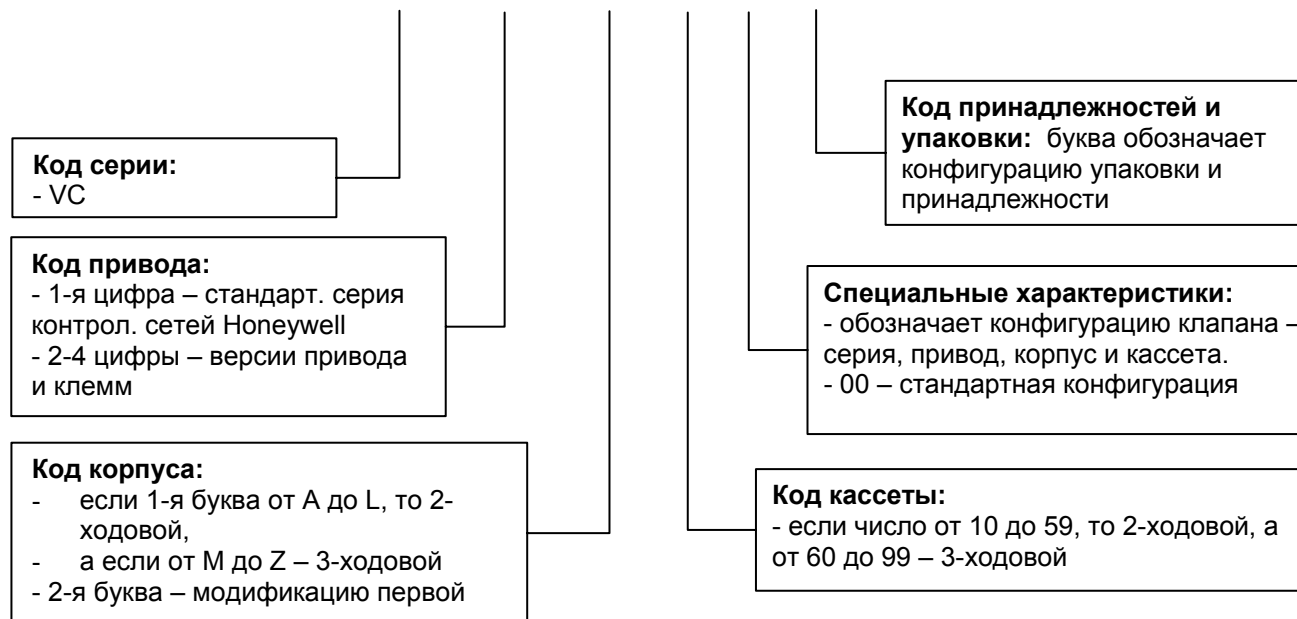 Код серии:
- VC
Код привода:
- 1-я цифра – стандарт. серия
контрол. сетей Honeywell
- 2-4 цифры – версии привода
и клемм
Код корпуса:
- если 1-я буква от A до L, то 2-
ходовой,
- а если от M до Z – 3-ходовой
- 2-я буква – модификацию первой
Код принадлежностей и
упаковки: буква обозначает
конфигурацию упаковки и
принадлежности
Специальные характеристики:
- обозначает конфигурацию клапана –
серия, привод, корпус и кассета.
- 00 – стандартная конфигурация
Код кассеты:
- если число от 10 до 59, то 2-ходовой, а
от 60 до 99 – 3-ходовой